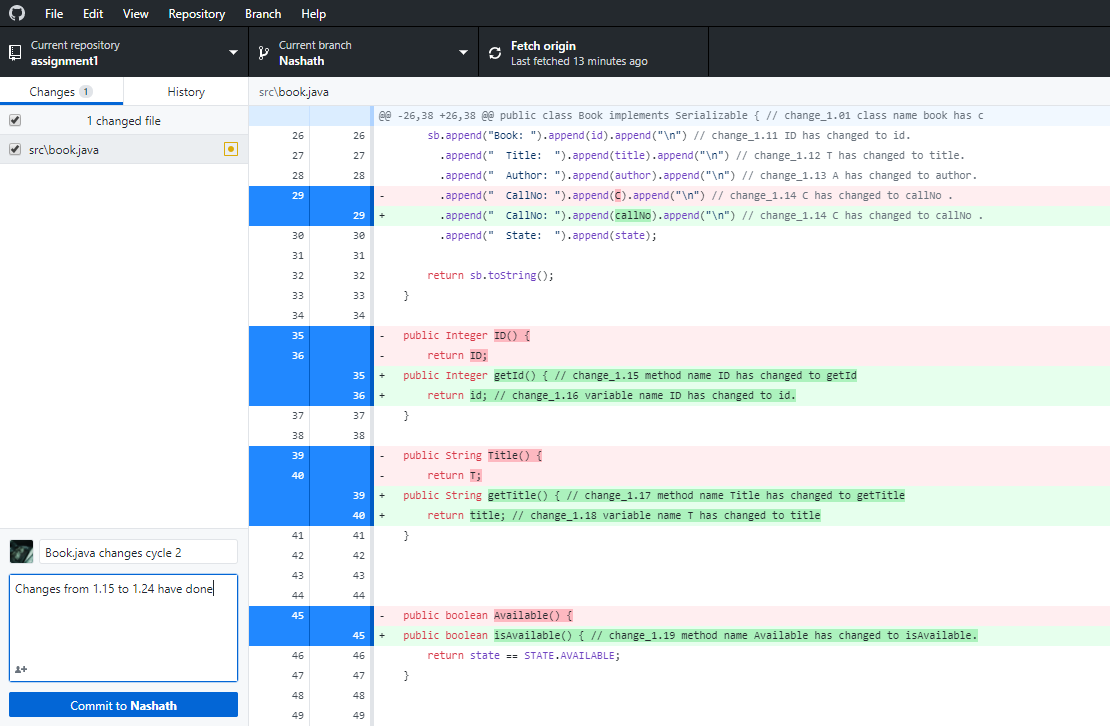 File Edit View Repository Branch Help
Current repository
assignment1
Current branch
Nashath
Fetch origin
Last fetched 13 minutes ago
Changes 1 History
1 changed file
src\book.java
src\book.java
@@ -26,38 +26,38 @@ public class Book implements Serializable { // change_1.01 class name book has c
26 26 sb.append("Book: ").append(id).append("\n") // change_1.11 ID has changed to id.
27 27 .append("  Title:  ").append(title).append("\n") // change_1.12 T has changed to title.
28 28 .append("  Author: ").append(author).append("\n") // change_1.13 A has changed to author.
29 - .append("  CallNo: ").append(C).append("\n") // change_1.14 C has changed to callNo .
29 + .append("  CallNo: ").append(callNo).append("\n") // change_1.14 C has changed to callNo .
30 30 .append("  State:  ").append(state);
31 31
32 32 return sb.toString();
33 33 }
34 34
35 - public Integer ID() {
36 - return ID;
35 + public Integer getId() { // change_1.15 method name ID has changed to getId
36 + return id; // change_1.16 variable name ID has changed to id.
37 37 }
38 38
39 - public String Title() {
40 - return T;
39 + public String getTitle() { // change_1.17 method name Title has changed to getTitle
40 + return title; // change_1.18 variable name T has changed to title
41 41 }
42 42
43 43
44 44
45 - public boolean Available() {
45 + public boolean isAvailable() { // change_1.19 method name Available has changed to isAvailable.
46 46 return state == STATE.AVAILABLE;
47 47 }
48 48
49 49
Book.java changes cycle 2
Changes from 1.15 to 1.24 have done
Commit to Nashath